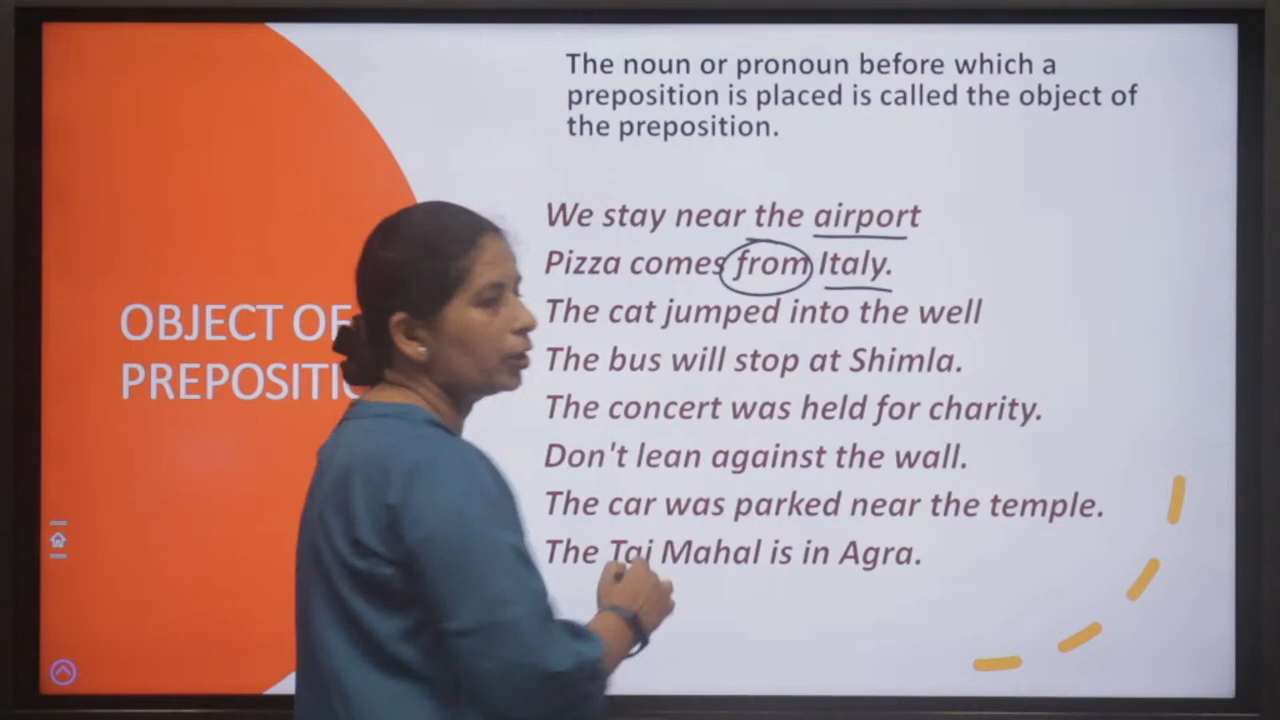 The noun or pronoun before which a
preposition is placed is called the object of
the preposition.
OBJECT OF
We stay near the airport
Pizza comes from Italy.
The cat jumped into the well
The bus will stop at Shimla.
The concert was held for charity.
Don't lean against the wall.
The car was parked near the temple.
The Taj Mahal is in Agra.